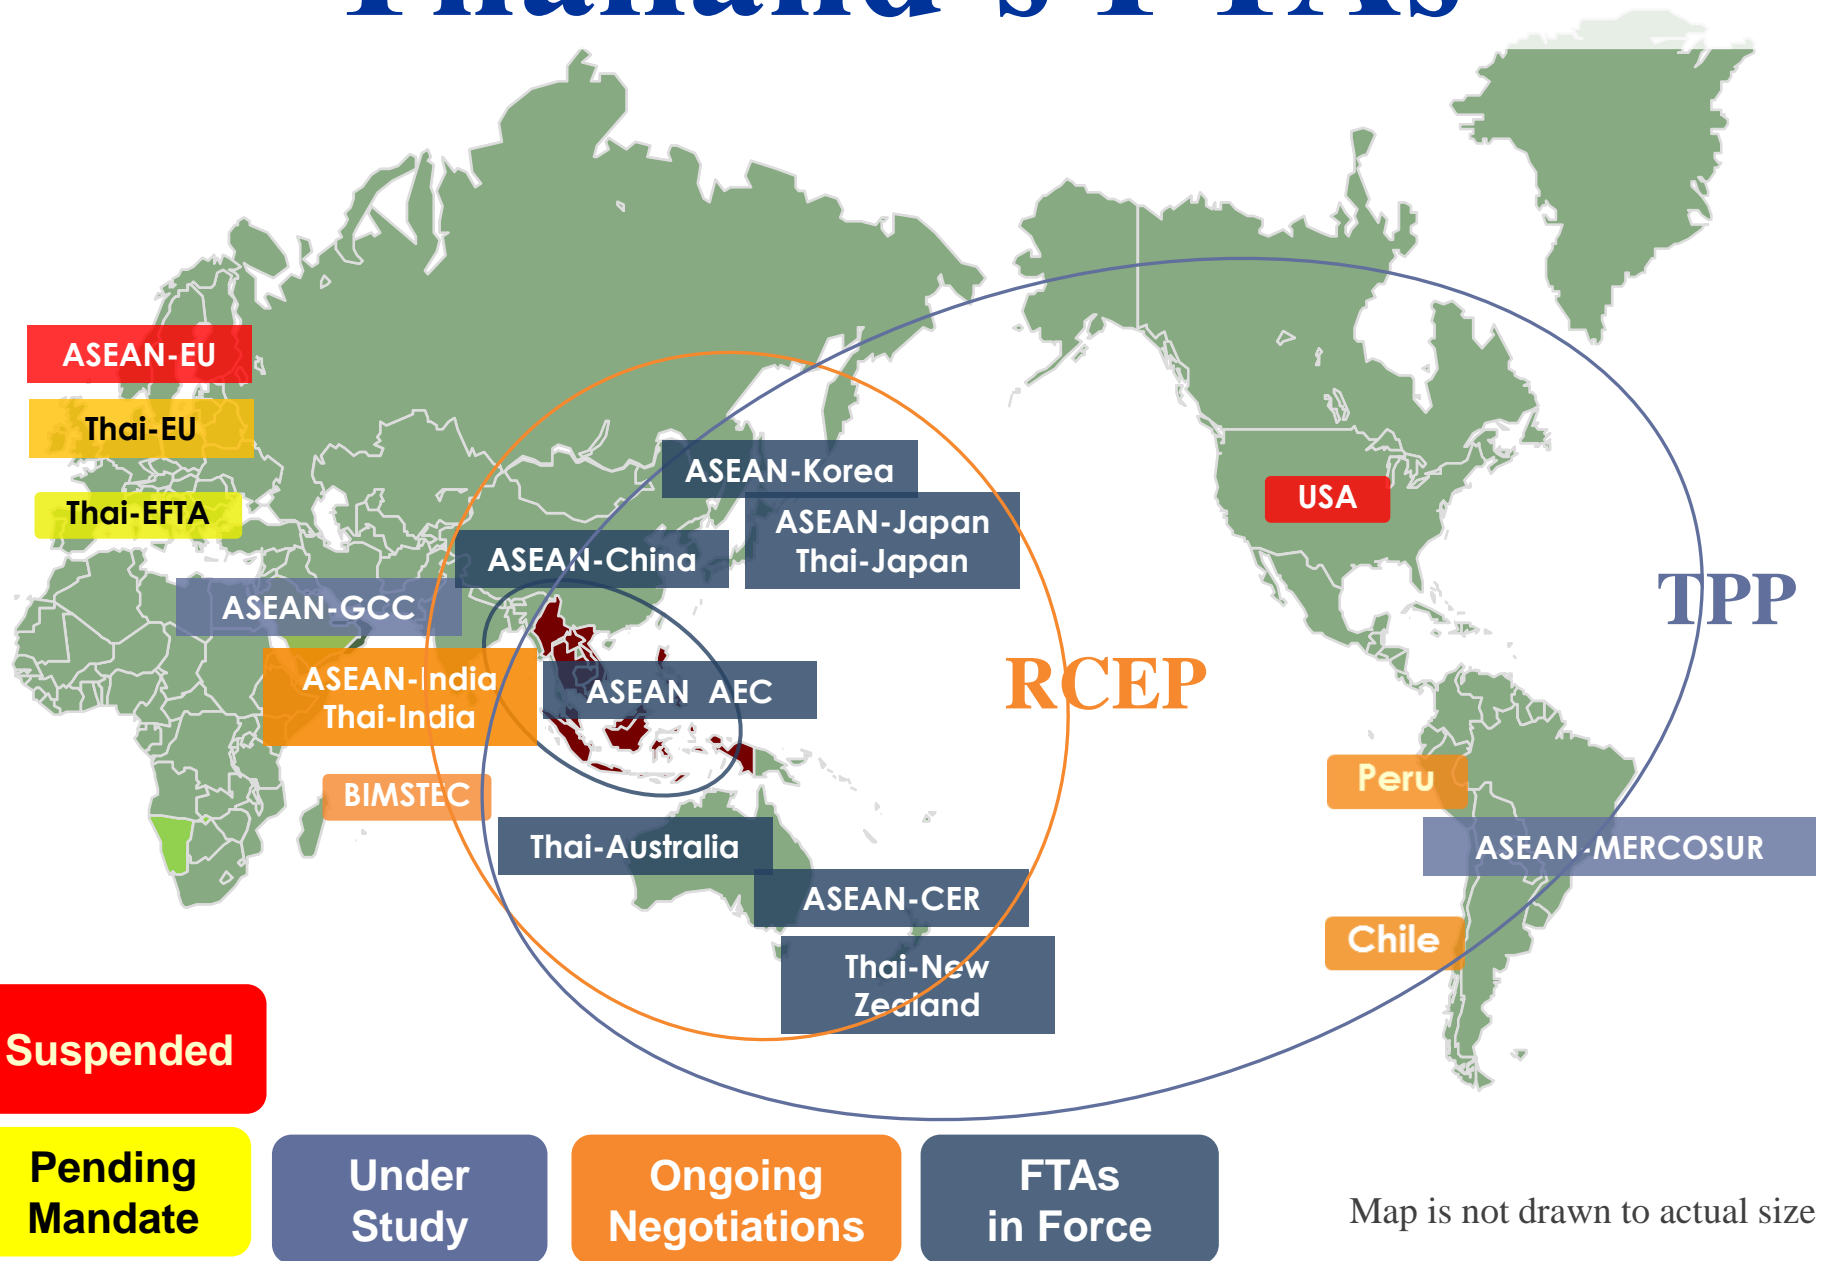 Thailand's FTAs
ASEAN-EU
Thai-EU
Thai-EFTA
ASEAN-Korea
ASEAN-Japan
Thai-Japan
USA
ASEAN-China
ASEAN-GCC
TPP
ASEAN-India
Thai-India
ASEAN AEC
RCEP
BIMSTEC
Peru
Thai-Australia
ASEAN-MERCOSUR
ASEAN-CER
Chile
Thai-New
Zealand
Suspended
Pending
Mandate
Under
Study
Ongoing
Negotiations
FTAs
in Force
Map is not drawn to actual size